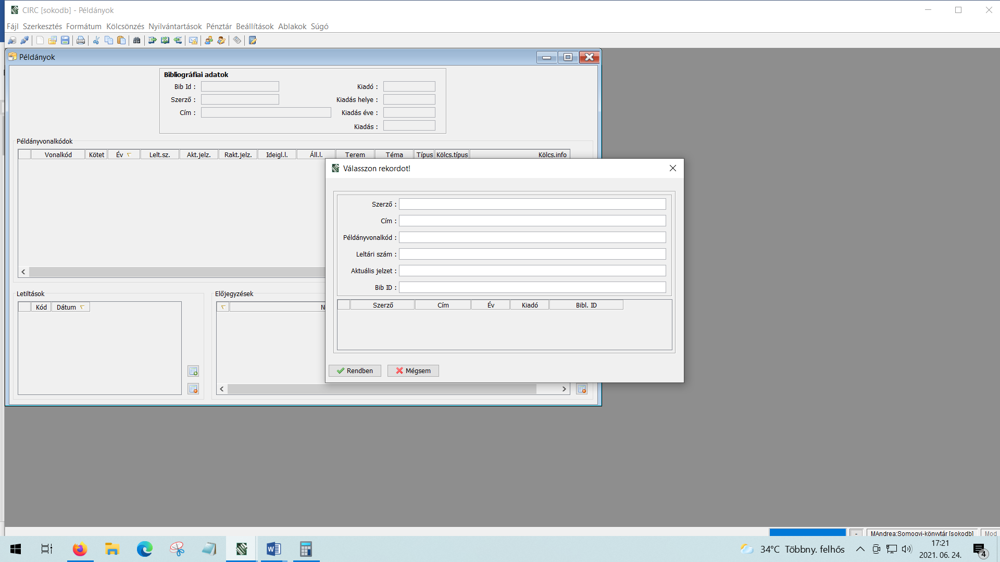 CIRC [sokodb] - Példányok
Fájl Szerkesztés Formátum Kölcsönzés Nyilvántartások Pénztár Beállítások Ablakok Súgó
Példányok
Bibliográfiai adatok
Bib Id : Kiadó :
Szerző : Kiadás helye :
Cím : Kiadás éve :
Kiadás :
Példányvonalkódok
Vonalkód Kötet Év Lelt.sz. Akt.jelz. Rakt.jelz. Ideigl.l. Áll.l. Terem Téma Típus Kölcs.típus Kölcs.info
Válasszon rekordot!
Szerző :
Cím :
Példányvonalkód :
Leltári szám :
Aktuális jelzet :
Bib ID :
Szerző Cím Év Kiadó Bibl. ID
Rendben Mégsem
Letiltások Előjegyzések
Kód Dátum N
MAndrea:Somogyi-könyvtár [sokodb] Mod
34°C Többny. felhős
17:21
2021. 06. 24.
4